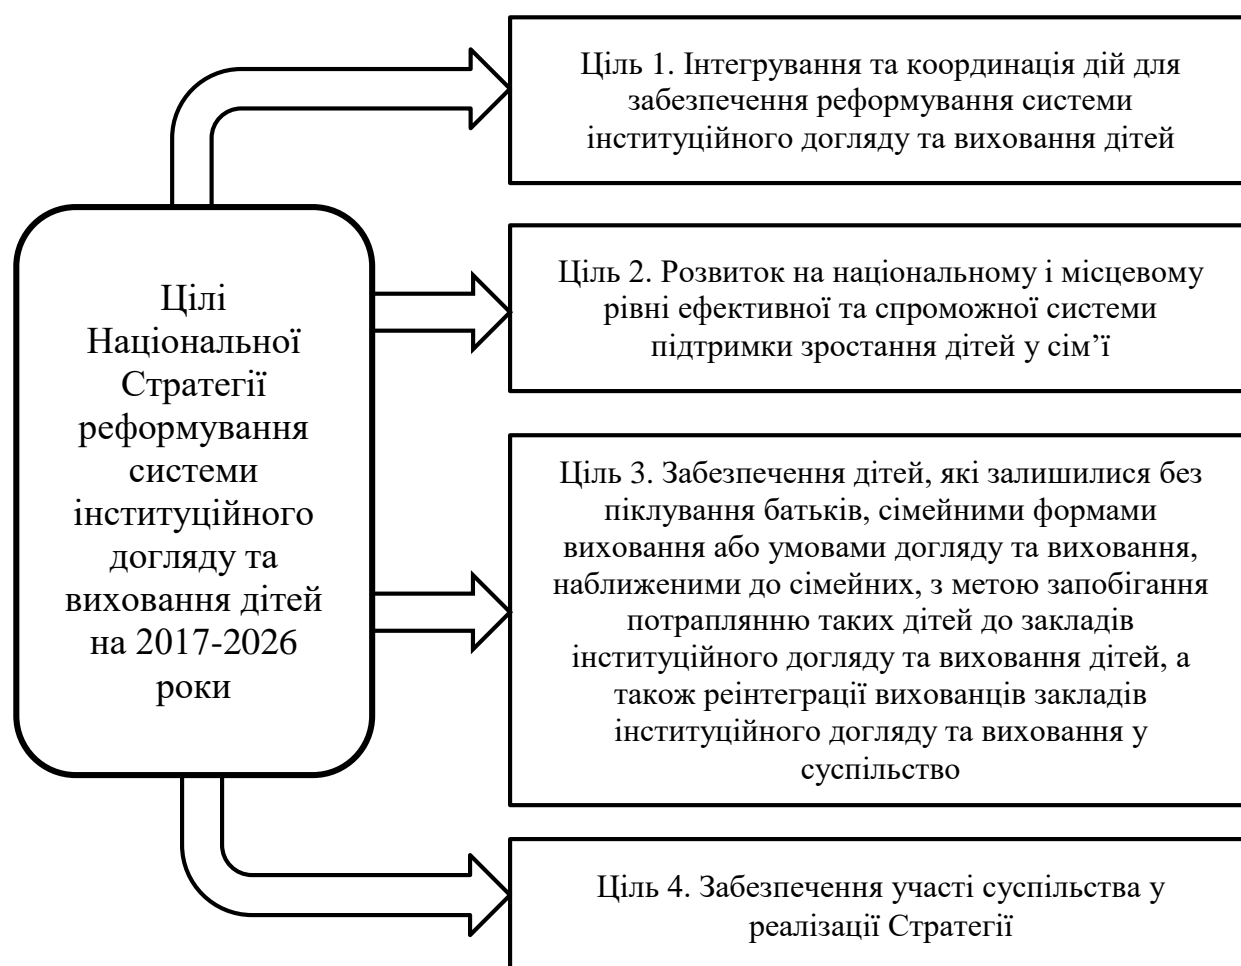 Цілі
Національної
Стратегії
реформування
системи
інституційного
догляду та
виховання дітей
на 2017-2026
роки
Ціль 1. Інтегрування та координація дій для
забезпечення реформування системи
інституційного догляду та виховання дітей
Ціль 2. Розвиток на національному і місцевому
рівні ефективної та спроможної системи
підтримки зростання дітей у сім’ї
Ціль 3. Забезпечення дітей, які залишилися без
піклування батьків, сімейними формами
виховання або умовами догляду та виховання,
наближеними до сімейних, з метою запобігання
потраплянню таких дітей до закладів
інституційного догляду та виховання дітей, а
також реінтеграції вихованців закладів
інституційного догляду та виховання у
суспільство
Ціль 4. Забезпечення участі суспільства у
реалізації Стратегії